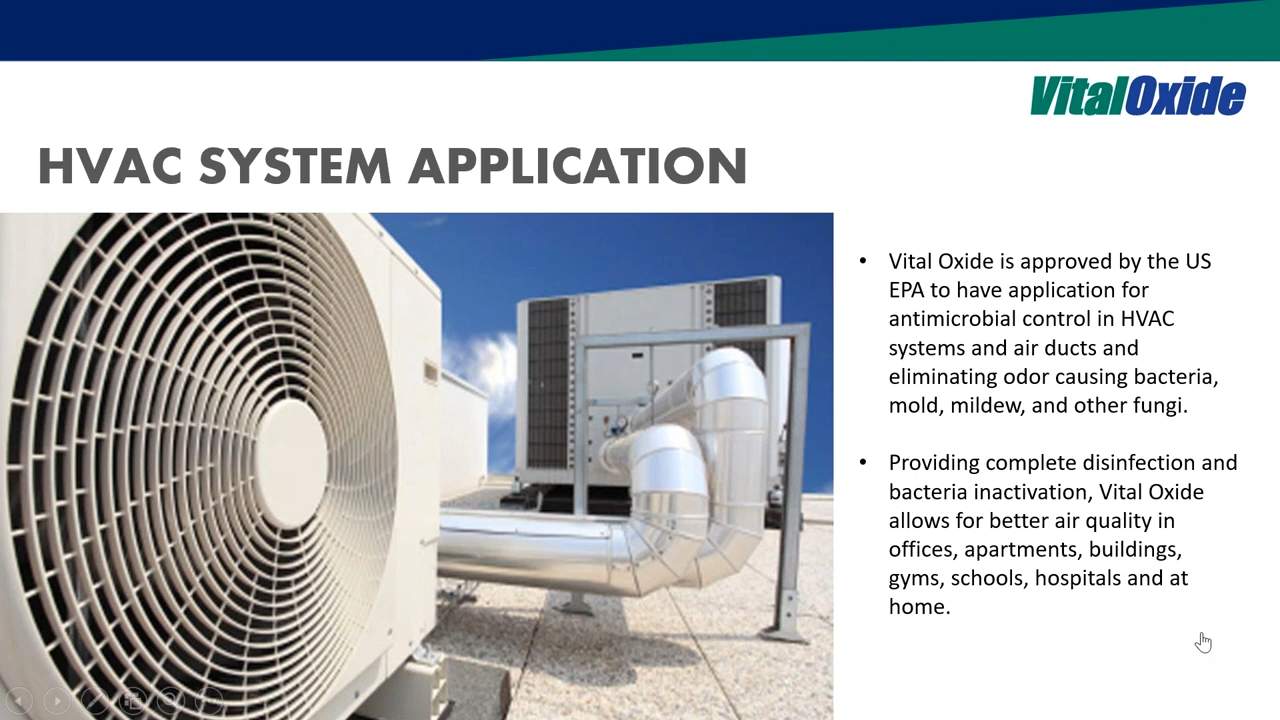 VitalOxide
HVAC SYSTEM APPLICATION
• Vital Oxide is approved by the US
EPA to have application for
antimicrobial control in HVAC
systems and air ducts and
eliminating odor causing bacteria,
mold, mildew, and other fungi.
• Providing complete disinfection and
bacteria inactivation, Vital Oxide
allows for better air quality in
offices, apartments, buildings,
gyms, schools, hospitals and at
home.